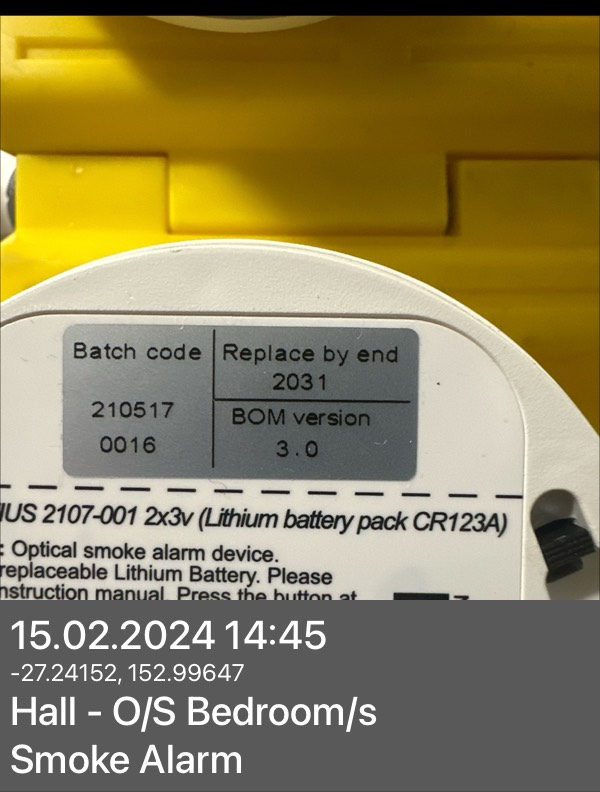 Batch code
210517
0016
Replace by end
2031
BOM version
3.0
IUS 2107-001 2x3v (Lithium battery pack CR123A)
: Optical smoke alarm device.
replaceable Lithium Battery. Please
nstruction manual. Press the button at
15.02.2024 14:45
-27.24152, 152.99647
Hall - O/S Bedroom/s
Smoke Alarm